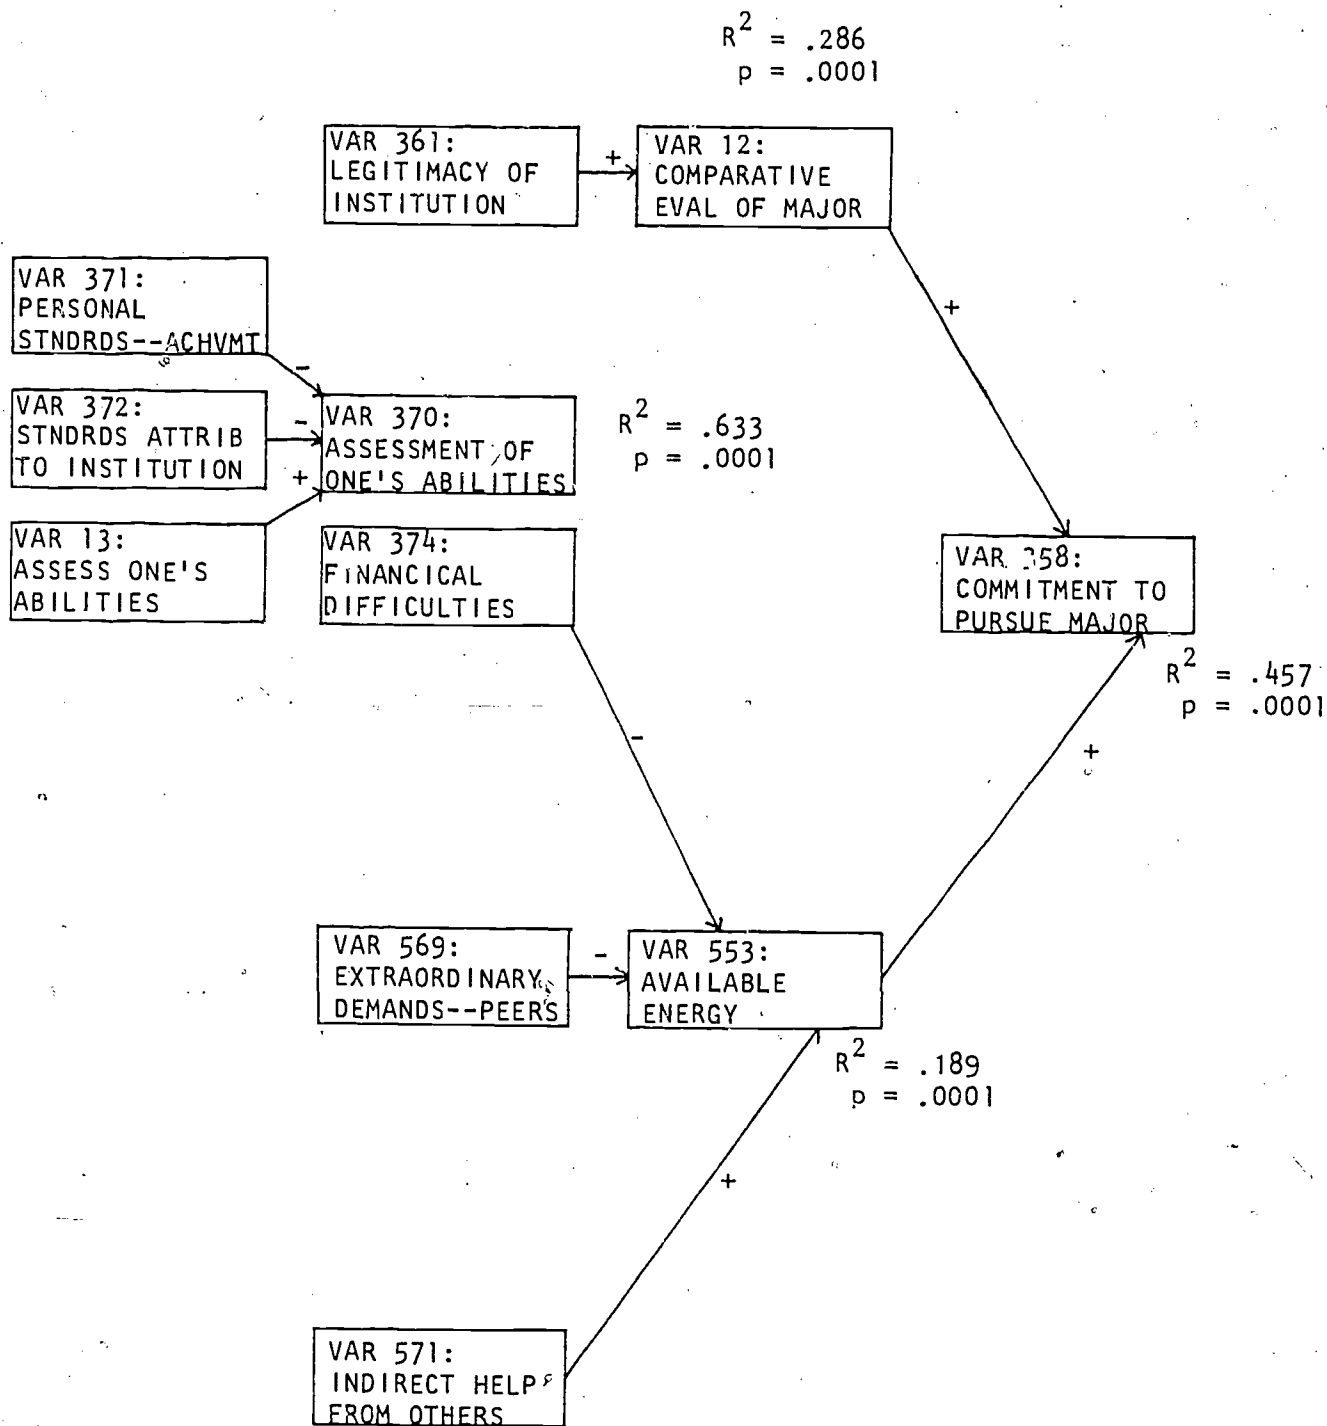 R² = .286
p = .0001
VAR 361:
LEGITIMACY OF
INSTITUTION
+
VAR 12:
COMPARATIVE
EVAL OF MAJOR
+
VAR 371:
PERSONAL
STNDRDS--ACHVMT
-
VAR 372:
STNDRDS ATTRIB
TO INSTITUTION
-
VAR 13:
ASSESS ONE'S
ABILITIES
+
VAR 370:
ASSESSMENT OF
ONE'S ABILITIES
R² = .633
p = .0001
VAR 374:
FINANCICAL
DIFFICULTIES
-
VAR 358:
COMMITMENT TO
PURSUE MAJOR
R² = .457
p = .0001
+
VAR 569:
EXTRAORDINARY
DEMANDS--PEERS
-
VAR 553:
AVAILABLE
ENERGY
R² = .189
p = .0001
+
VAR 571:
INDIRECT HELP
FROM OTHERS